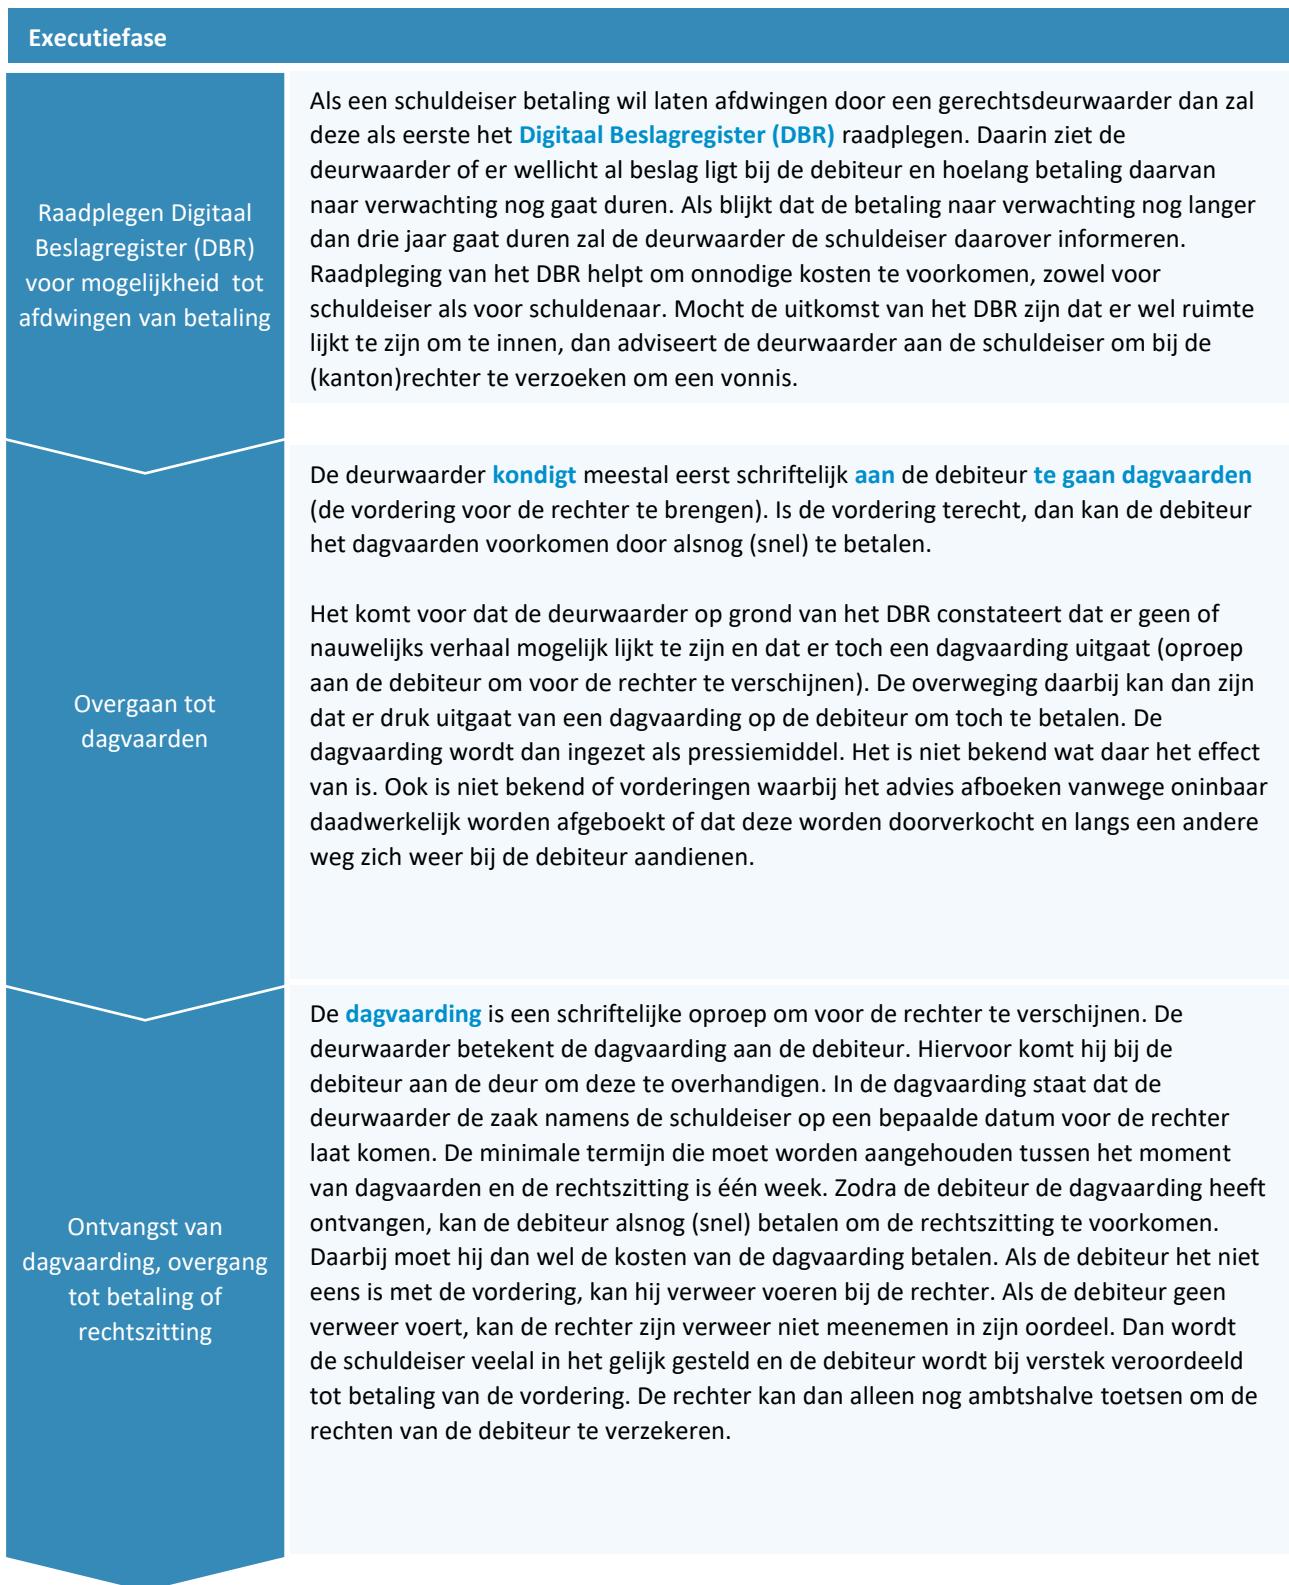 Executiefase
Raadplegen Digitaal
Beslagregister (DBR)
voor mogelijkheid  tot
afdwingen van betaling
Als een schuldeiser betaling wil laten afdwingen door een gerechtsdeurwaarder dan zal
deze als eerste het Digitaal Beslagregister (DBR) raadplegen. Daarin ziet de
deurwaarder of er wellicht al beslag ligt bij de debiteur en hoelang betaling daarvan
naar verwachting nog gaat duren. Als blijkt dat de betaling naar verwachting nog langer
dan drie jaar gaat duren zal de deurwaarder de schuldeiser daarover informeren.
Raadpleging van het DBR helpt om onnodige kosten te voorkomen, zowel voor
schuldeiser als voor schuldenaar. Mocht de uitkomst van het DBR zijn dat er wel ruimte
lijkt te zijn om te innen, dan adviseert de deurwaarder aan de schuldeiser om bij de
(kanton)rechter te verzoeken om een vonnis.
Overgaan tot
dagvaarden
De deurwaarder kondigt meestal eerst schriftelijk aan de debiteur te gaan dagvaarden
(de vordering voor de rechter te brengen). Is de vordering terecht, dan kan de debiteur
het dagvaarden voorkomen door alsnog (snel) te betalen.
Het komt voor dat de deurwaarder op grond van het DBR constateert dat er geen of
nauwelijks verhaal mogelijk lijkt te zijn en dat er toch een dagvaarding uitgaat (oproep
aan de debiteur om voor de rechter te verschijnen). De overweging daarbij kan dan zijn
dat er druk uitgaat van een dagvaarding op de debiteur om toch te betalen. De
dagvaarding wordt dan ingezet als pressiemiddel. Het is niet bekend wat daar het effect
van is. Ook is niet bekend of vorderingen waarbij het advies afboeken vanwege oninbaar
daadwerkelijk worden afgeboekt of dat deze worden doorverkocht en langs een andere
weg zich weer bij de debiteur aandienen.
Ontvangst van
dagvaarding, overgang
tot betaling of
rechtszitting
De dagvaarding is een schriftelijke oproep om voor de rechter te verschijnen. De
deurwaarder betekent de dagvaarding aan de debiteur. Hiervoor komt hij bij de
debiteur aan de deur om deze te overhandigen. In de dagvaarding staat dat de
deurwaarder de zaak namens de schuldeiser op een bepaalde datum voor de rechter
laat komen. De minimale termijn die moet worden aangehouden tussen het moment
van dagvaarden en de rechtszitting is één week. Zodra de debiteur de dagvaarding heeft
ontvangen, kan de debiteur alsnog (snel) betalen om de rechtszitting te voorkomen.
Daarbij moet hij dan wel de kosten van de dagvaarding betalen. Als de debiteur het niet
eens is met de vordering, kan hij verweer voeren bij de rechter. Als de debiteur geen
verweer voert, kan de rechter zijn verweer niet meenemen in zijn oordeel. Dan wordt
de schuldeiser veelal in het gelijk gesteld en de debiteur wordt bij verstek veroordeeld
tot betaling van de vordering. De rechter kan dan alleen nog ambtshalve toetsen om de
rechten van de debiteur te verzekeren.